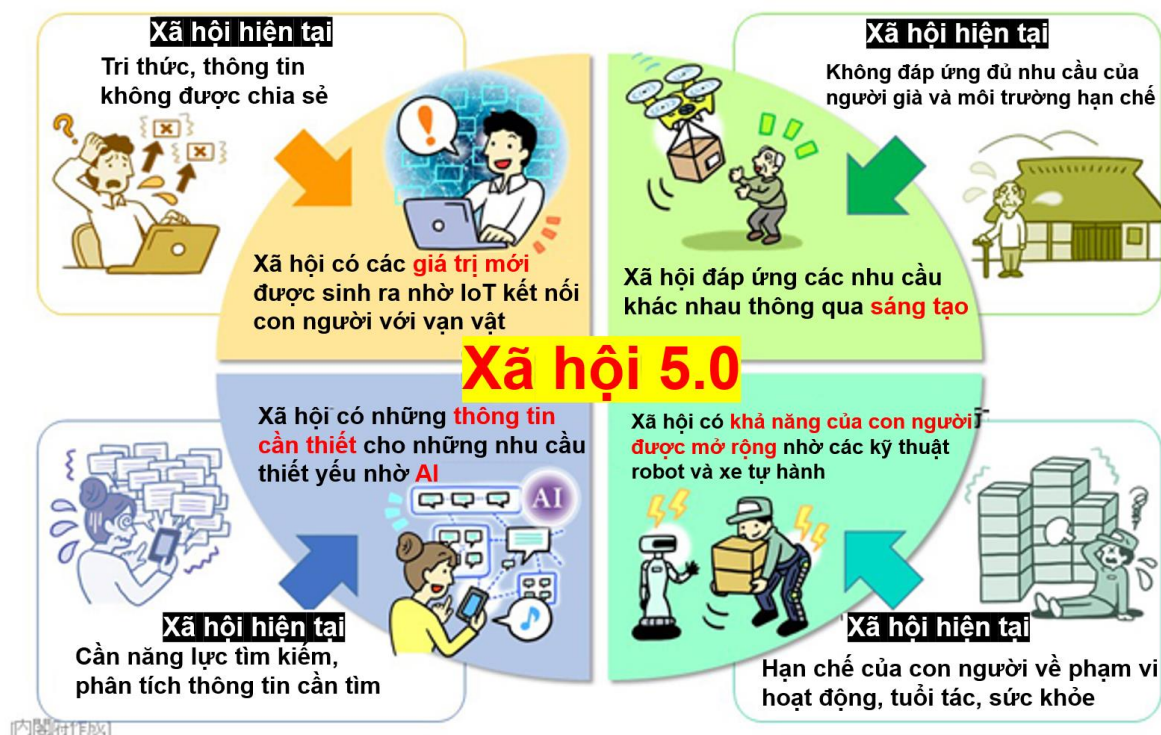 Xã hội hiện tại
Tri thức, thông tin
không được chia sẻ
Xã hội có các giá trị mới
được sinh ra nhờ IoT kết nối
con người với vạn vật
Xã hội hiện tại
Không đáp ứng đủ nhu cầu của
người già và môi trường hạn chế
Xã hội đáp ứng các nhu cầu
khác nhau thông qua sáng tạo
Xã hội 5.0
Xã hội có những thông tin
cần thiết cho những nhu cầu
thiết yếu nhờ AI
AI
Xã hội hiện tại
Cần năng lực tìm kiếm,
phân tích thông tin cần tìm
Xã hội có khả năng của con người
được mở rộng nhờ các kỹ thuật
robot và xe tự hành
Xã hội hiện tại
Hạn chế của con người về phạm vi
hoạt động, tuổi tác, sức khỏe
[内閣府作成]